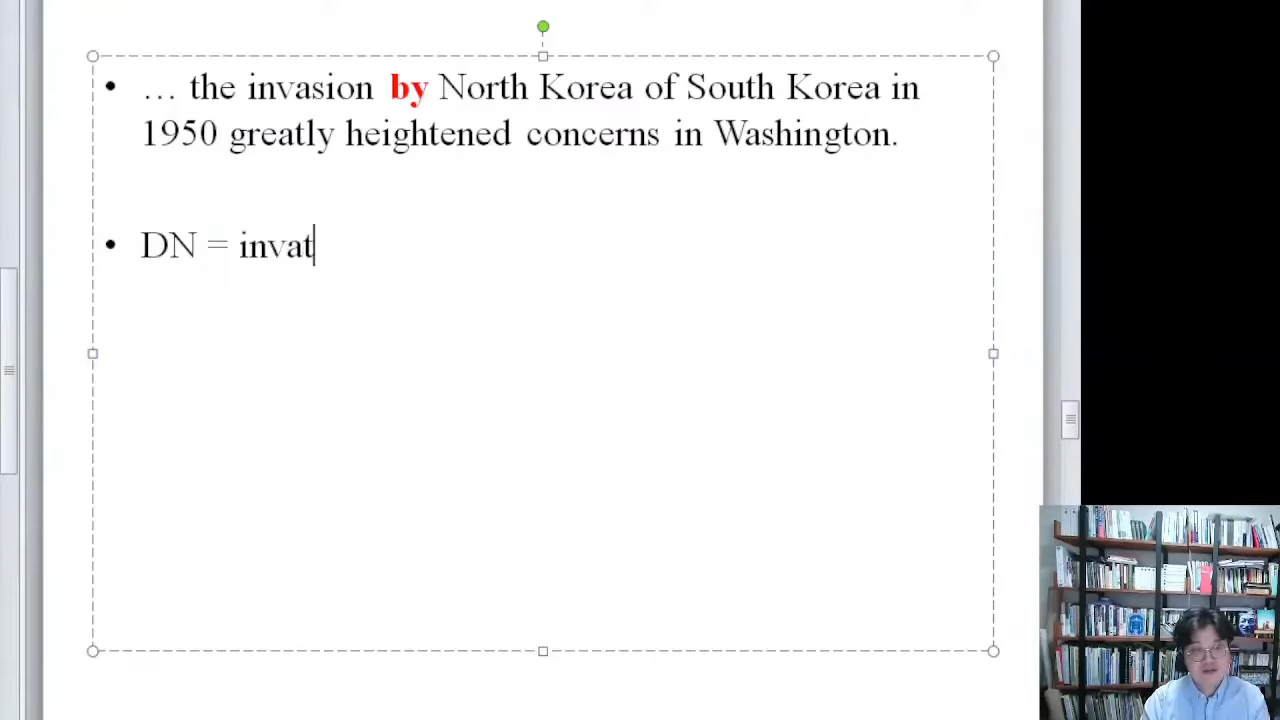 • … the invasion by North Korea of South Korea in
1950 greatly heightened concerns in Washington.
• DN = invat